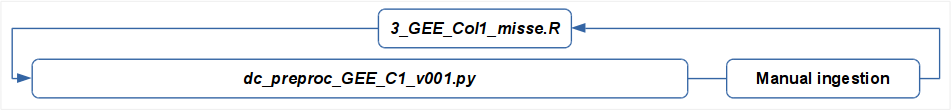 3_GEE_Col1_misse.R
dc_preproc_GEE_C1_v001.py
Manual ingestion